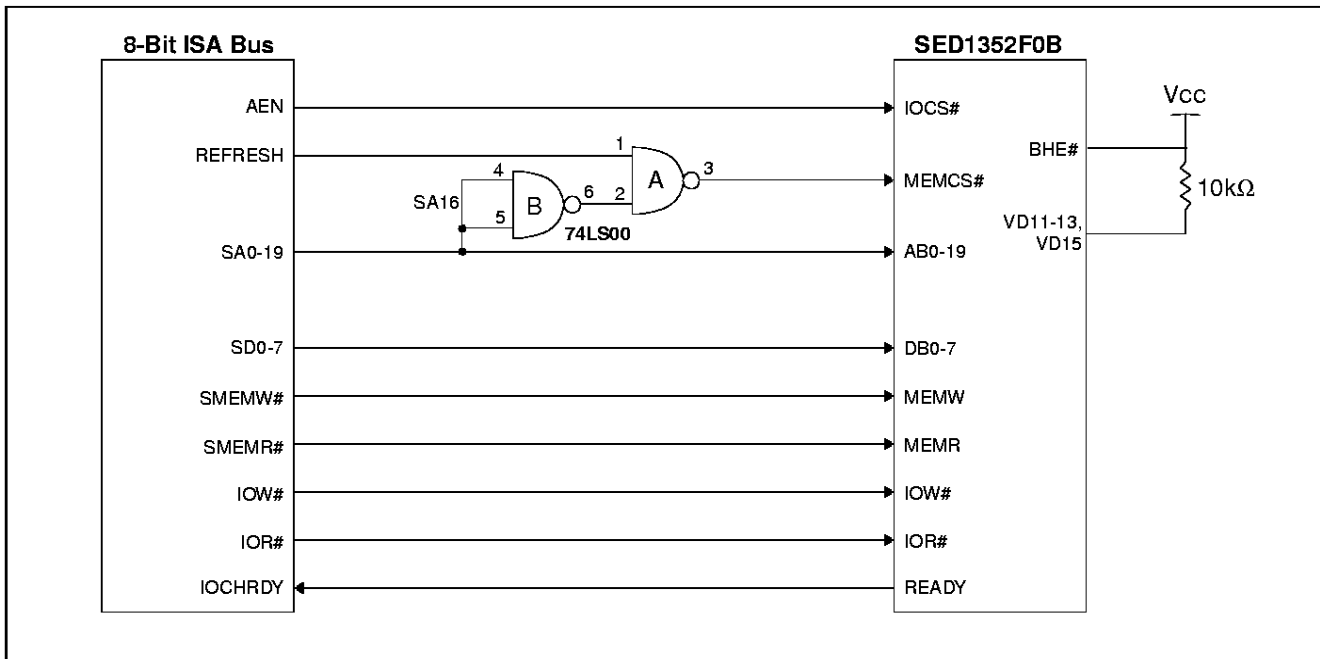 8-Bit ISA Bus
SED1352F0B
AEN
IOCS#
Vcc
REFRESH
1
BHE#
4
A
3
MEMCS#
10kΩ
SA16
B
6
2
5
74LS00
VD11-13,
VD15
SA0-19
AB0-19
SD0-7
DB0-7
SMEMW#
MEMW
SMEMR#
MEMR
IOW#
IOW#
IOR#
IOR#
IOCHRDY
READY